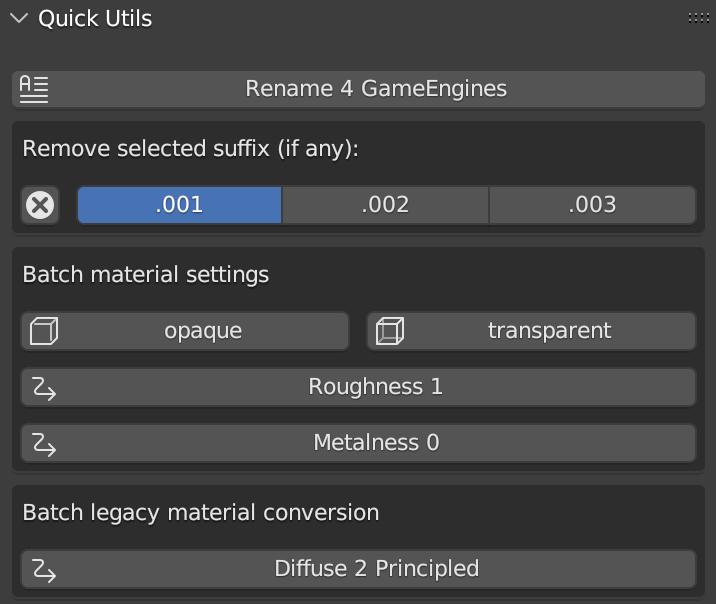 Quick Utils
Rename 4 GameEngines
Remove selected suffix (if any):
.001 .002 .003
Batch material settings
opaque transparent
Roughness 1
Metalness 0
Batch legacy material conversion
Diffuse 2 Principled